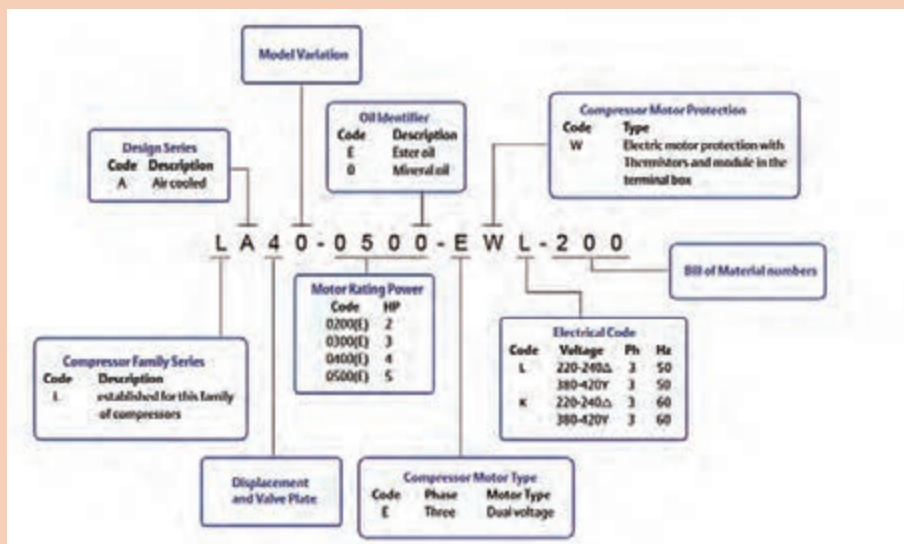 Model Variation
Oil Identifier
Code Description
E Ester oil
0 Mineral oil
Compressor Motor Protection
Code Type
W Electric motor protection with
Thermistors and module in the
terminal box
Design Series
Code Description
A Air cooled
L A 4 0 - 0 5 0 0 - E W L - 2 0 0
Bill of Material numbers
Motor Rating Power
Code HP
0200(E) 2
0300(E) 3
0400(E) 4
0500(E) 5
Electrical Code
Code Voltage Ph Hz
L 220-240△ 3 50
380-420Y 3 50
K 220-240△ 3 60
380-420Y 3 60
Compressor Family Series
Code Description
L established for this family
of compressors
Displacement
and Valve Plate
Compressor Motor Type
Code Phase Motor Type
E Three Dual voltage